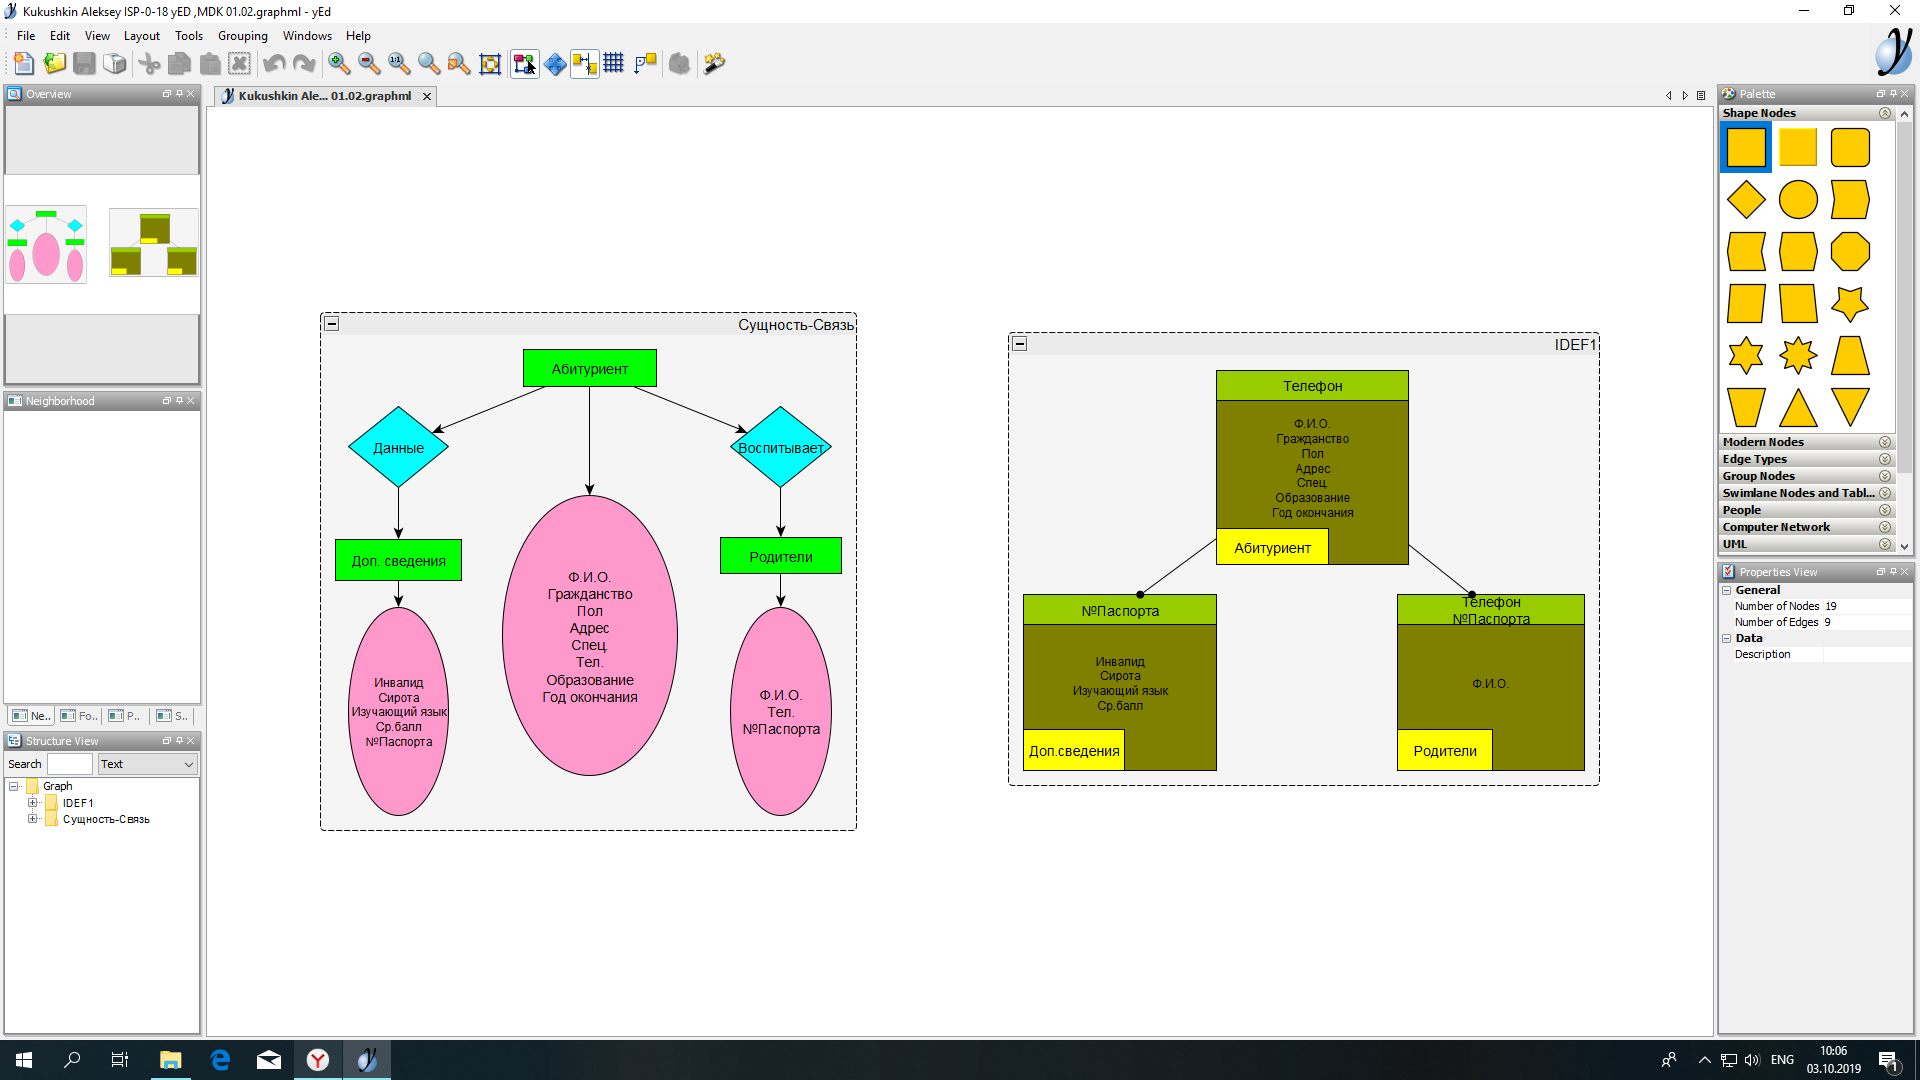 Kukushkin Aleksey ISP-0-18 yED ,MDK 01.02.graphml - yEd
File Edit View Layout Tools Grouping Windows Help
1:1
Overview
Kukushkin Ale... 01.02.graphml
Palette
Shape Nodes
Modern Nodes
Edge Types
Group Nodes
Swimlane Nodes and Tabl...
People
Computer Network
UML
Neighborhood
Ne.. Fo.. P.. S..
Structure View
Search Text
Graph
IDEF1
Сущность-Связь
Сущность-Связь
Абитуриент
Данные
Воспитывает
Доп. сведения
Родители
Инвалид
Сирота
Изучающий язык
Ср.балл
№Паспорта
Ф.И.О.
Гражданство
Пол
Адрес
Спец.
Тел.
Образование
Год окончания
Ф.И.О.
Тел.
№Паспорта
IDEF1
Телефон
Ф.И.О.
Гражданство
Пол
Адрес
Спец.
Образование
Год окончания
Абитуриент
№Паспорта
Инвалид
Сирота
Изучающий язык
Ср.балл
Доп.сведения
Телефон
№Паспорта
Ф.И.О.
Родители
Properties View
General
Number of Nodes 19
Number of Edges 9
Data
Description
ENG
10:06
03.10.2019
1